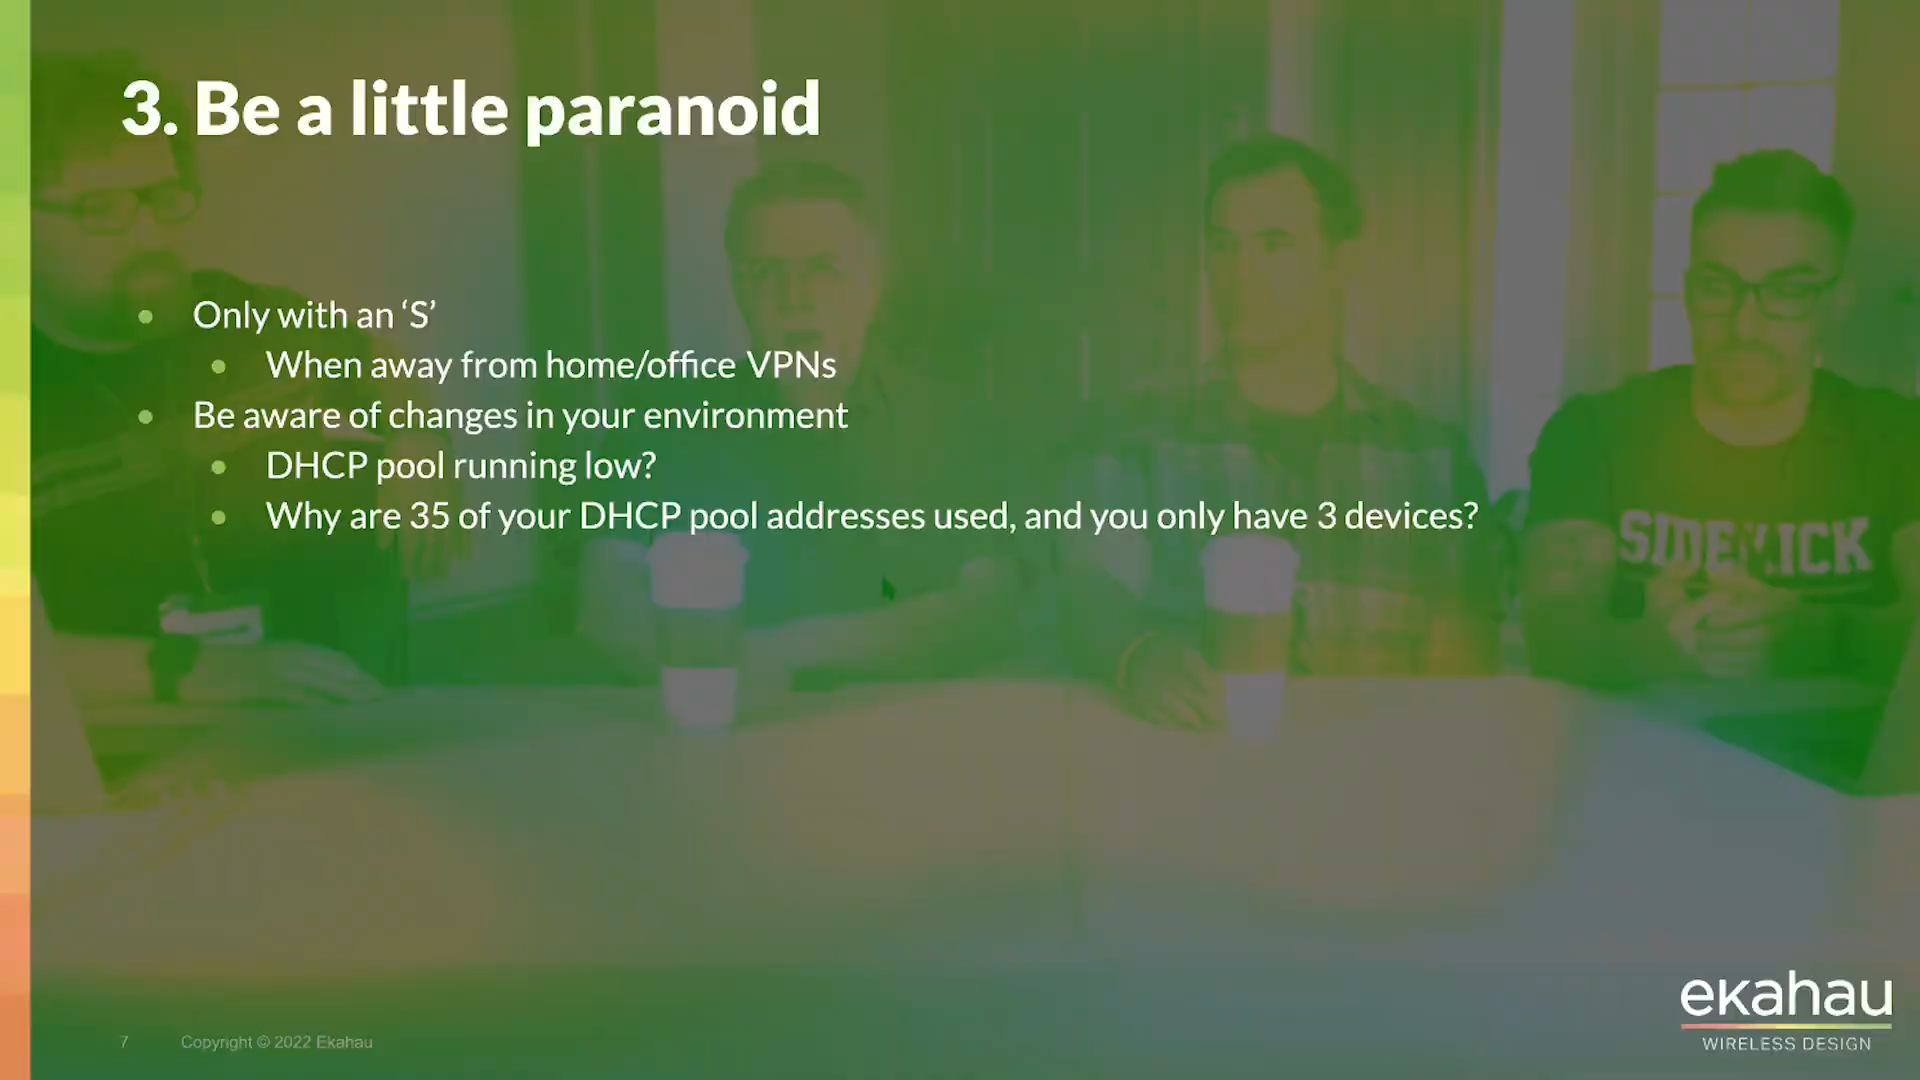 3. Be a little paranoid
Only with an ‘S’
When away from home/office VPNs
Be aware of changes in your environment
DHCP pool running low?
Why are 35 of your DHCP pool addresses used, and you only have 3 devices?
SIDEKICK
ekahau
WIRELESS DESIGN
7
Copyright © 2022 Ekahau